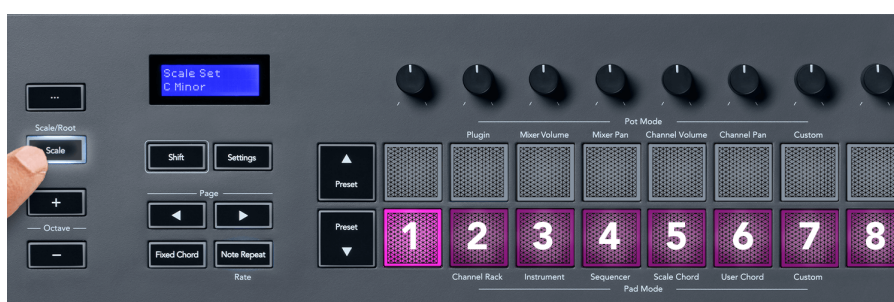 ...
Scale/Root
Scale
+
Octave
−
Scale Set
C Minor
Shift
Settings
Page
Fixed Chord
Note Repeat
Rate
Preset
Preset
Pot Mode
Plugin
Mixer Volume
Mixer Pan
Channel Volume
Channel Pan
Custom
1
2
3
4
5
6
7
8
Channel Rack
Instrument
Sequencer
Scale Chord
User Chord
Custom
Pad Mode